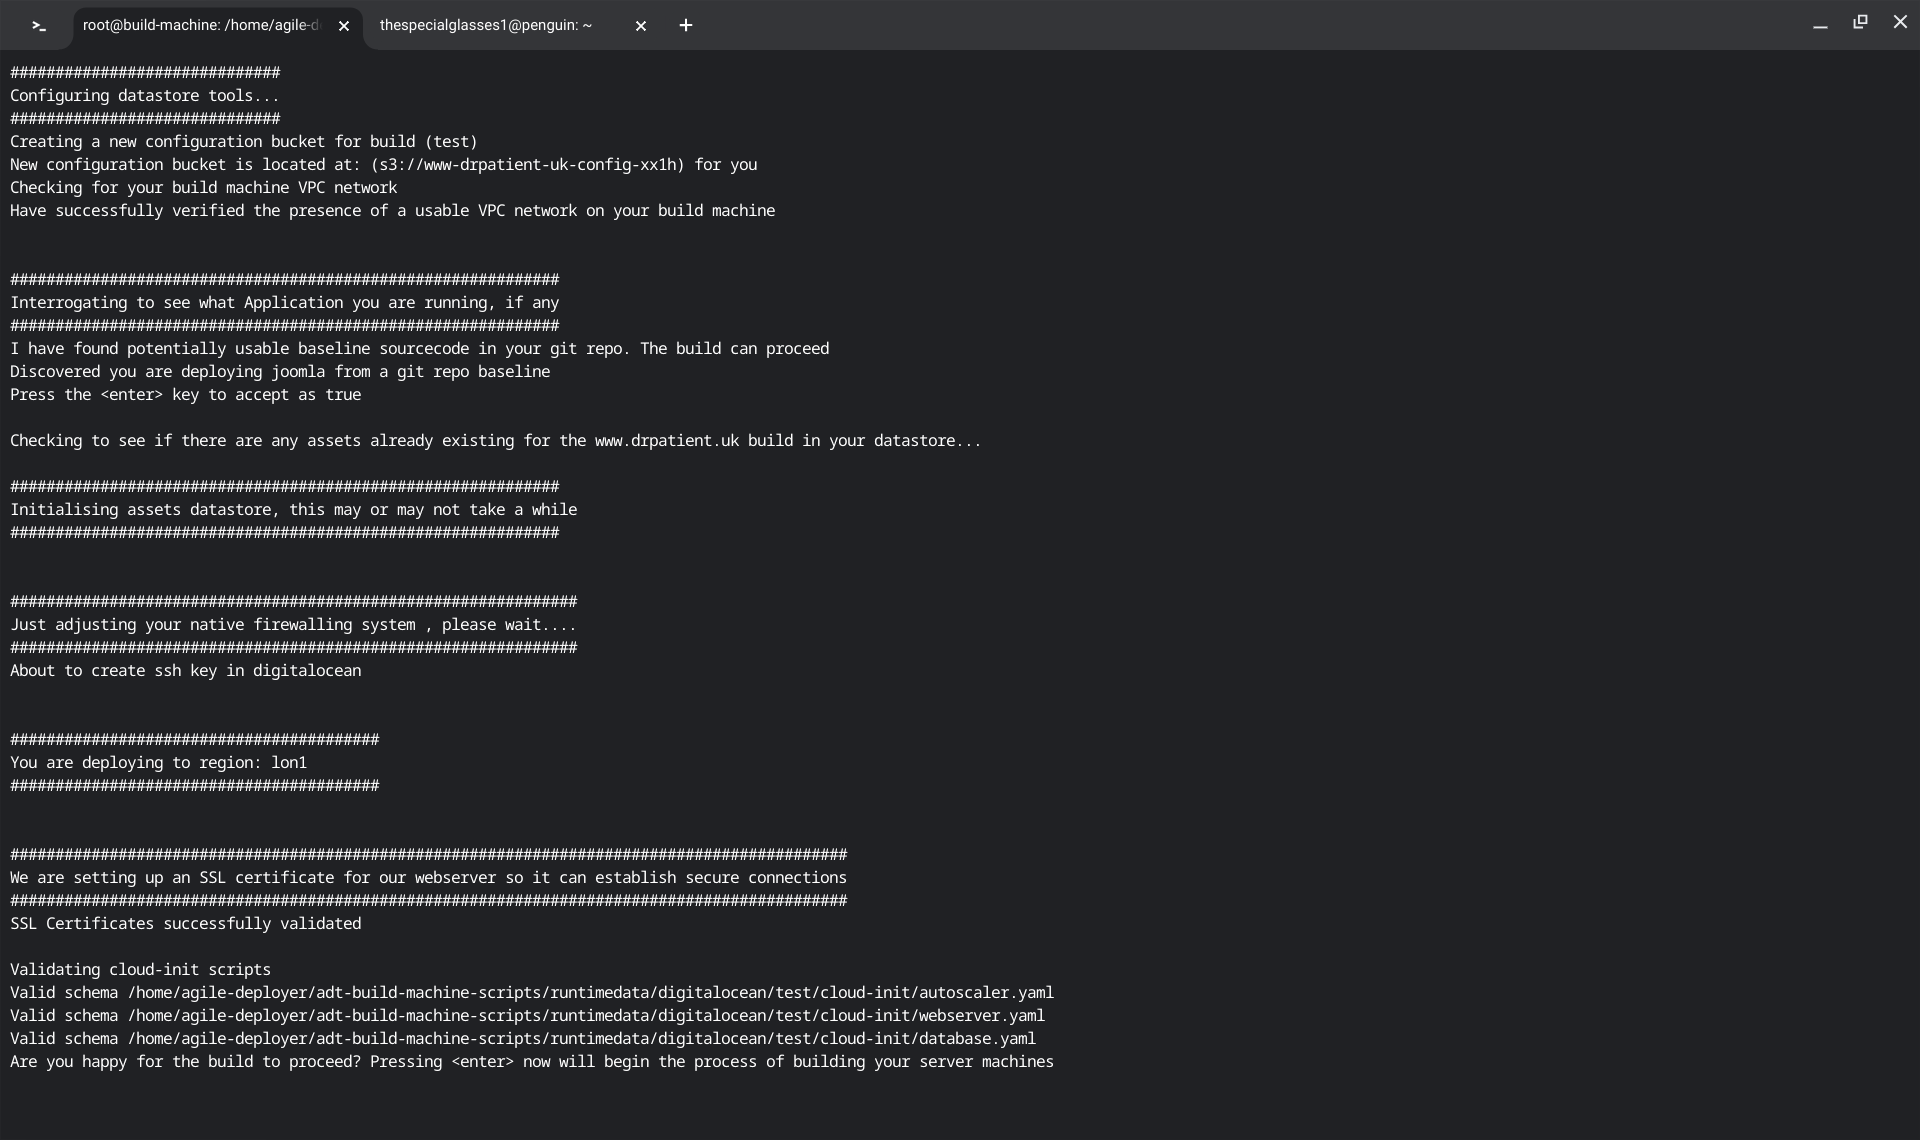 root@build-machine: /home/agile-d
thespecialglasses1@penguin: ~
##############################
Configuring datastore tools...
##############################
Creating a new configuration bucket for build (test)
New configuration bucket is located at: (s3://www-drpatient-uk-config-xx1h) for you
Checking for your build machine VPC network
Have successfully verified the presence of a usable VPC network on your build machine
#############################################################
Interrogating to see what Application you are running, if any
#############################################################
I have found potentially usable baseline sourcecode in your git repo. The build can proceed
Discovered you are deploying joomla from a git repo baseline
Press the <enter> key to accept as true
Checking to see if there are any assets already existing for the www.drpatient.uk build in your datastore...
#############################################################
Initialising assets datastore, this may or may not take a while
#############################################################
###############################################################
Just adjusting your native firewalling system , please wait....
###############################################################
About to create ssh key in digitalocean
#########################################
You are deploying to region: lon1
#########################################
#############################################################################################
We are setting up an SSL certificate for our webserver so it can establish secure connections
#############################################################################################
SSL Certificates successfully validated
Validating cloud-init scripts
Valid schema /home/agile-deployer/adt-build-machine-scripts/runtimedata/digitalocean/test/cloud-init/autoscaler.yaml
Valid schema /home/agile-deployer/adt-build-machine-scripts/runtimedata/digitalocean/test/cloud-init/webserver.yaml
Valid schema /home/agile-deployer/adt-build-machine-scripts/runtimedata/digitalocean/test/cloud-init/database.yaml
Are you happy for the build to proceed? Pressing <enter> now will begin the process of building your server machines